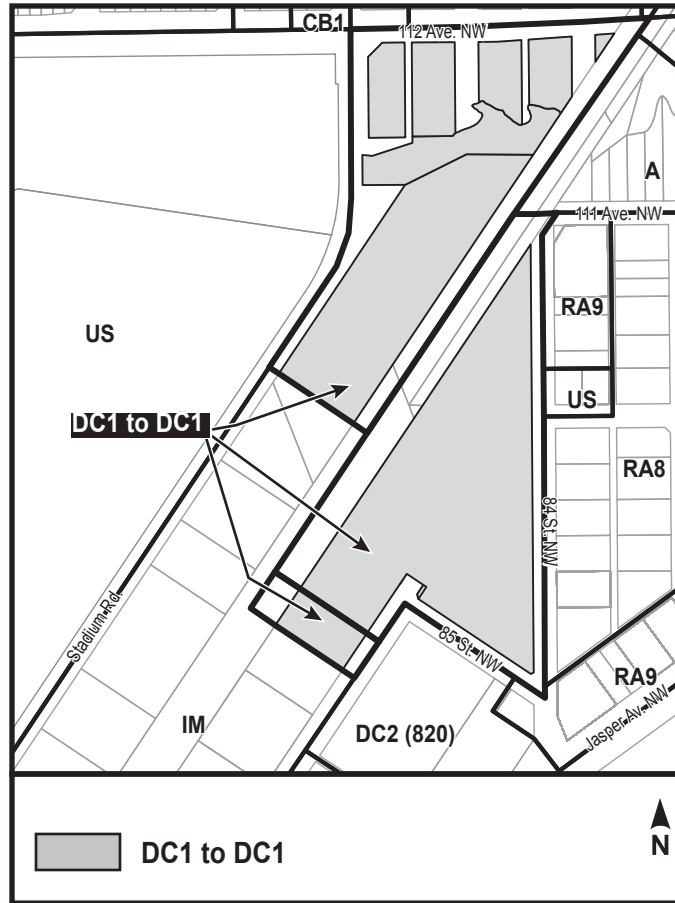 CB1
112 Ave. NW
A
111 Ave. NW
US
RA9
US
DC1 to DC1
RA8
84 St. NW
Stadium Rd.
85 St. NW
RA9
Jasper Av. NW
IM
DC2 (820)
DC1 to DC1
N